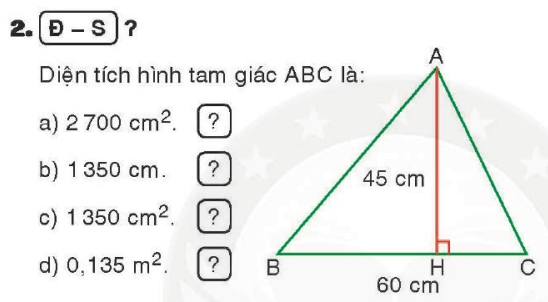 2. Đ – S ?
Diện tích hình tam giác ABC là:
a) 2 700 cm². ?
b) 1 350 cm. ?
c) 1 350 cm². ?
d) 0,135 m². ?
A
45 cm
B H C
60 cm